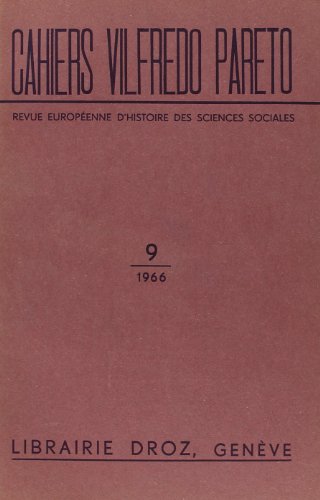 CAHIERS VILFREDO PARETO
REVUE EUROPÉENNE D'HISTOIRE DES SCIENCES SOCIALES
9
1966
LIBRAIRIE DROZ, GENÈVE